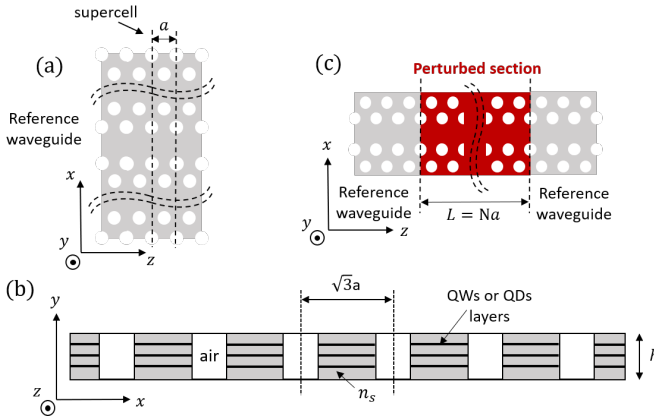 supercell
a
(a)
Reference
waveguide
x
y
z
(c)
Perturbed section
x
y
z
Reference
waveguide
L = Na
Reference
waveguide
(b)
y
z
x
√3a
QWs or QDs
layers
air
n_s
h